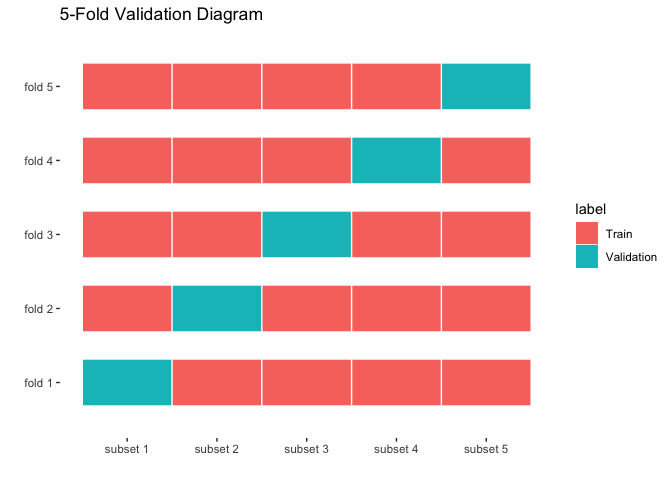 5-Fold Validation Diagram
fold 5
fold 4
fold 3
fold 2
fold 1
subset 1 subset 2 subset 3 subset 4 subset 5
label
Train
Validation